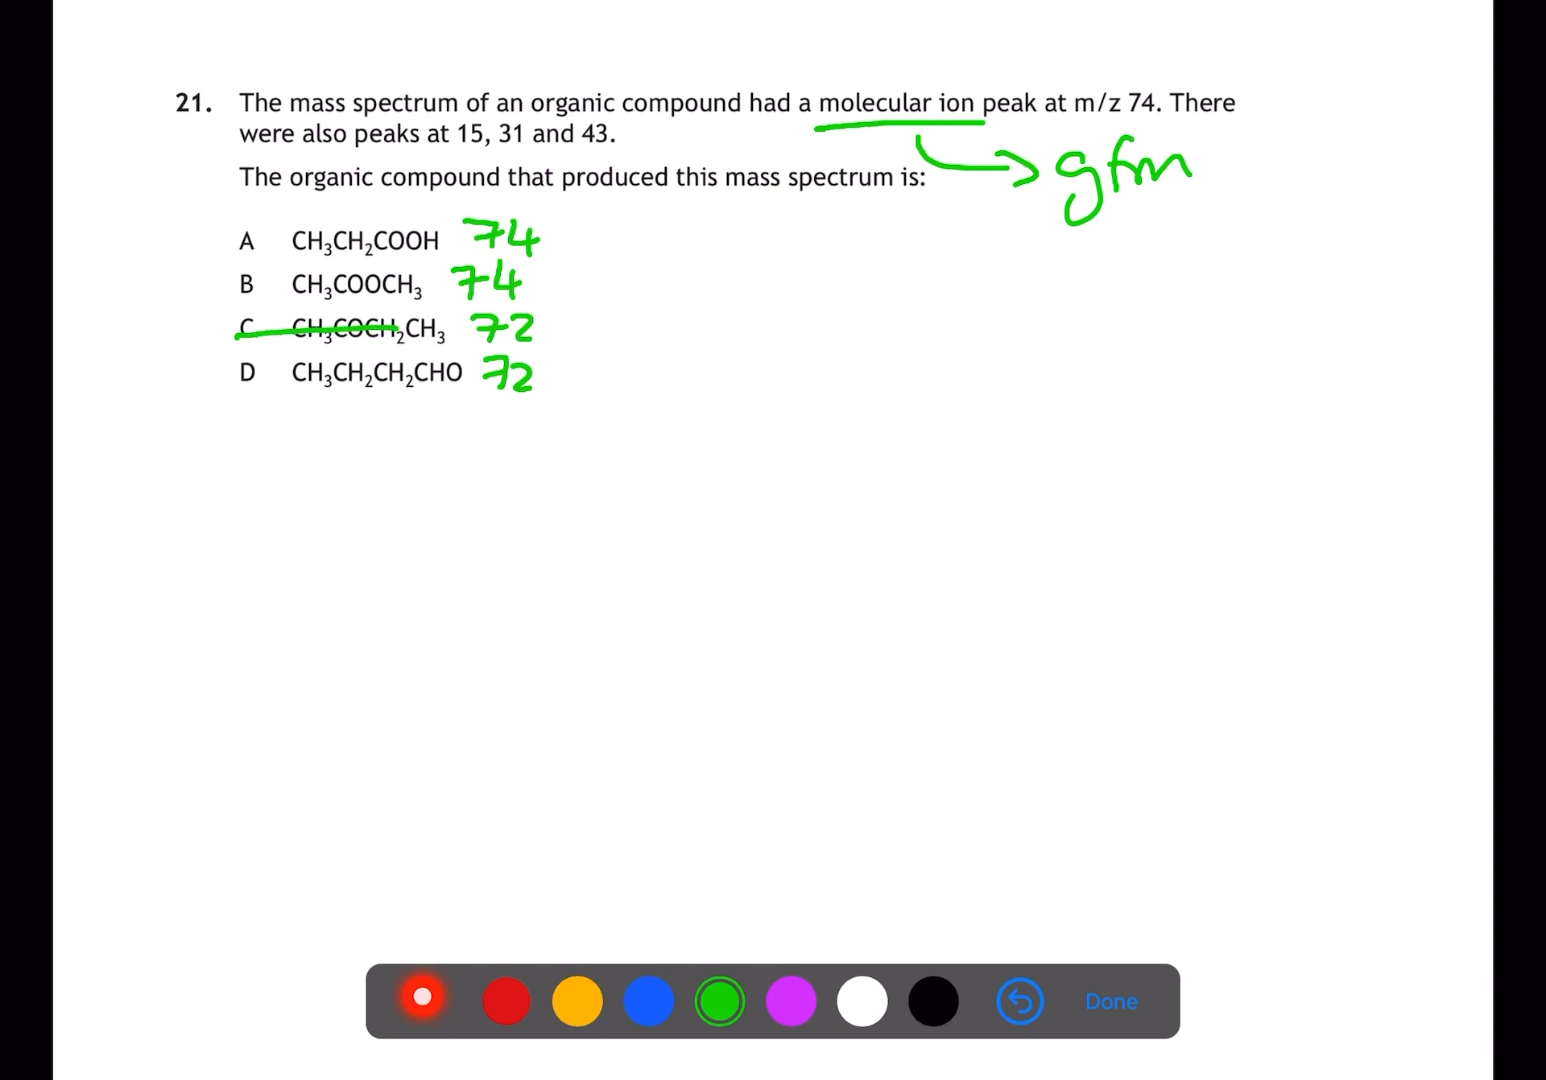 21. The mass spectrum of an organic compound had a molecular ion peak at m/z 74. There
were also peaks at 15, 31 and 43.
gfm
The organic compound that produced this mass spectrum is:
A CH₃CH₂COOH 74
B CH₃COOCH₃ 74
C CH₃COCH₂CH₃ 72
D CH₃CH₂CH₂CHO 72
Done